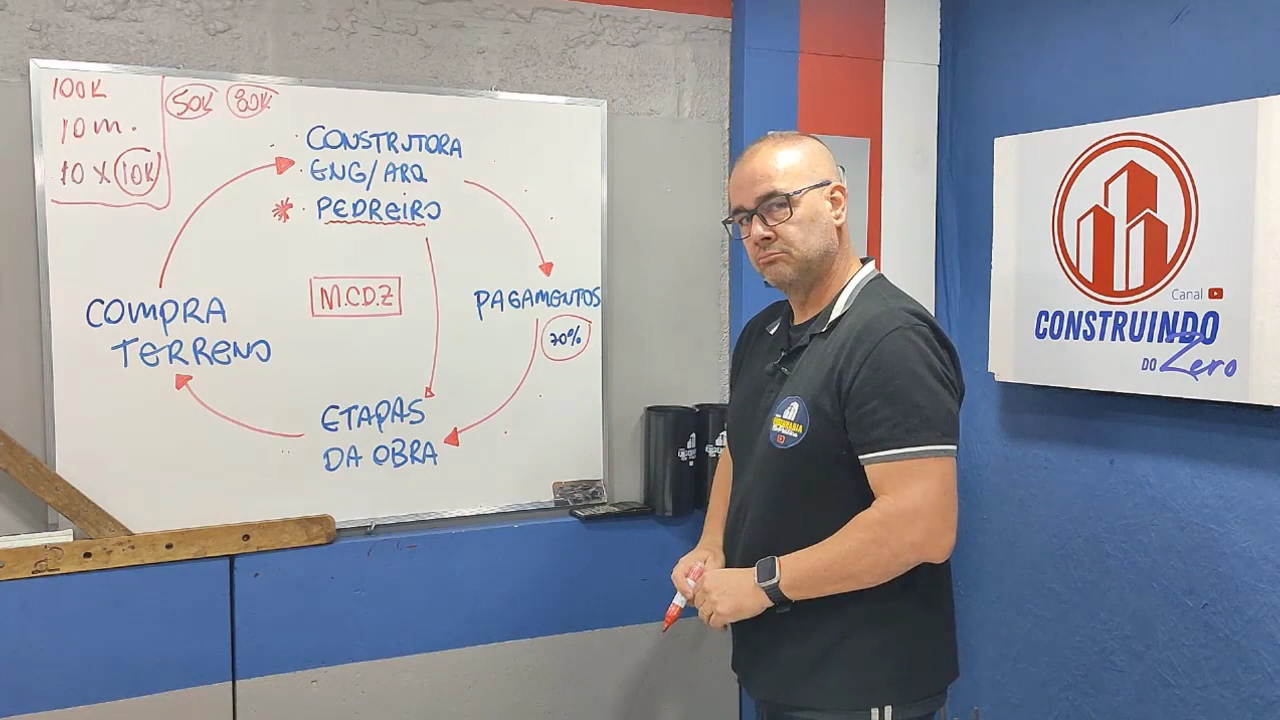 100K
10 m.
10 X 10K
50K 80K
· CONSTRUTORA
· ENG/ARQ
* · PEDREIRO
M.C.D.Z
PAGAMENTOS
70%
COMPRA
TERRENO
ETAPAS
DA OBRA
Canal
CONSTRUINDO
DO Zero